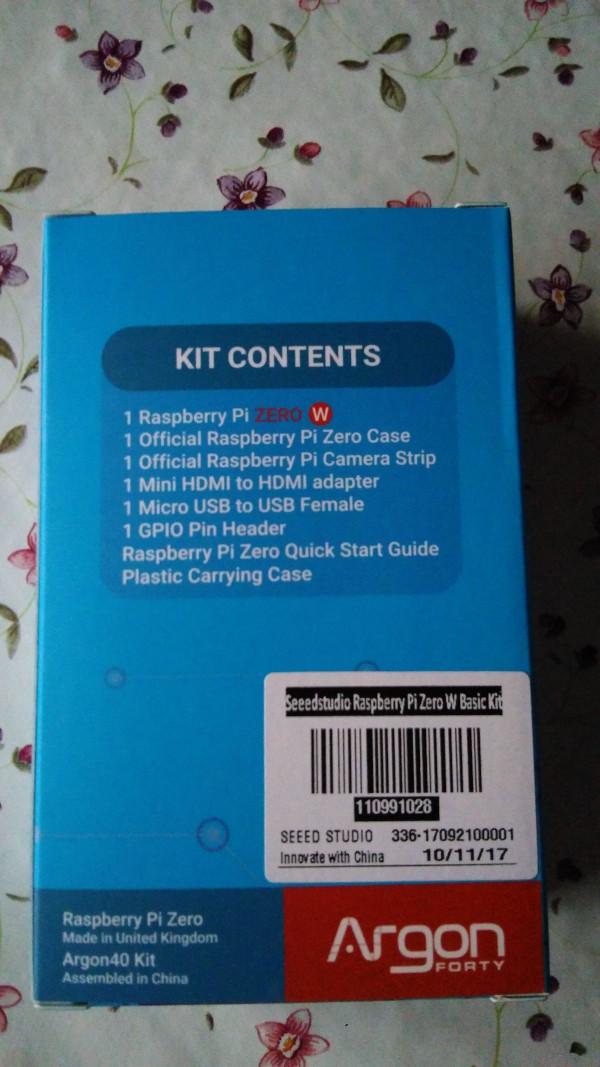 KIT CONTENTS
1 Raspberry Pi ZERO W
1 Official Raspberry Pi Zero Case
1 Official Raspberry Pi Camera Strip
1 Mini HDMI to HDMI adapter
1 Micro USB to USB Female
1 GPIO Pin Header
Raspberry Pi Zero Quick Start Guide
Plastic Carrying Case
Seeedstudio Raspberry Pi Zero W Basic Kit
110991028
SEEED STUDIO 336-17092100001
Innovate with China 10/11/17
Raspberry Pi Zero
Made in United Kingdom
Argon40 Kit
Assembled in China
Argon
FORTY